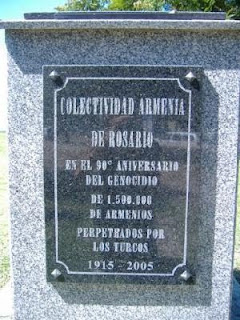 COLECTIVIDAD ARMENIA
DE ROSARIO
EN EL 90° ANIVERSARIO
DEL GENOCIDIO
DE 1.500.000
DE ARMENIOS
PERPETRADOS POR
LOS TURCOS
1915 - 2005